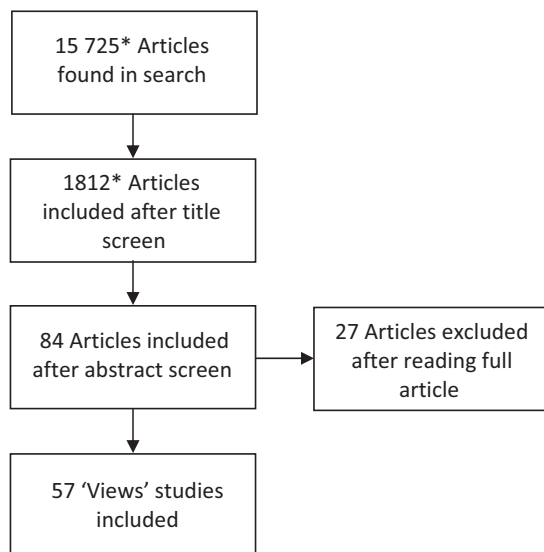 15 725* Articles
found in search
1812* Articles
included after title
screen
84 Articles included
after abstract screen
27 Articles excluded
after reading full
article
57 ‘Views’ studies
included